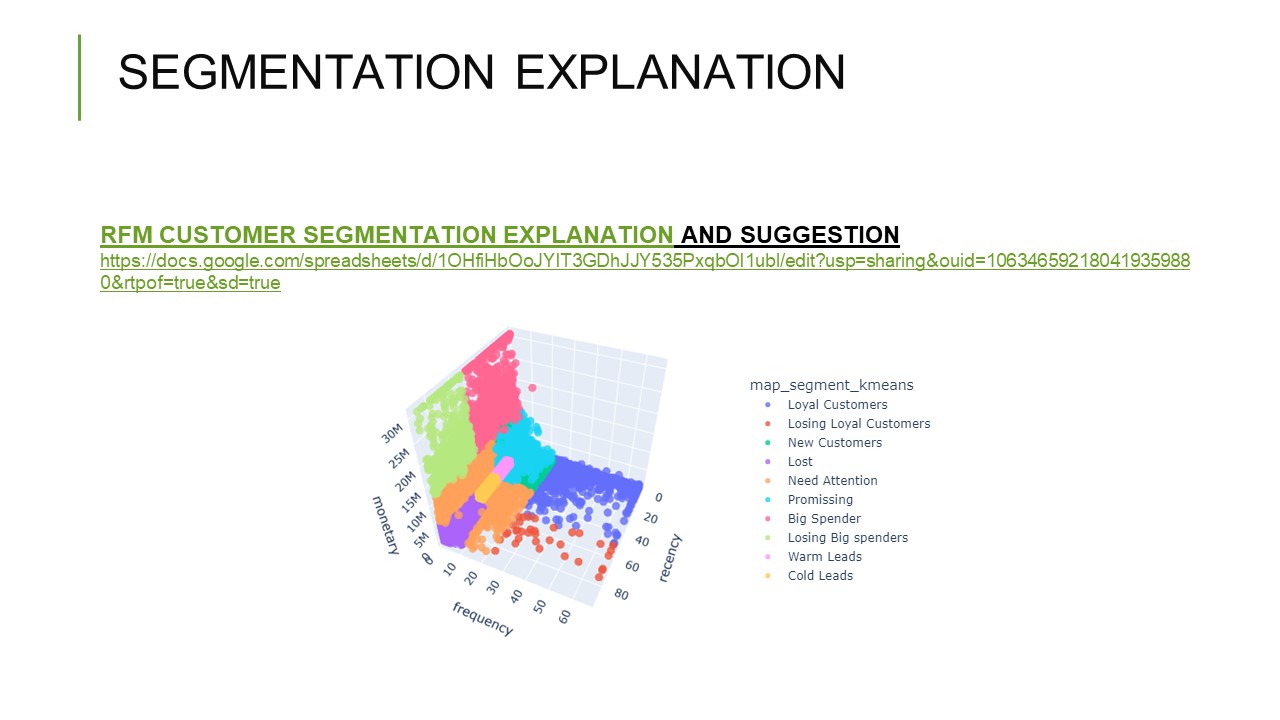 SEGMENTATION EXPLANATION
RFM CUSTOMER SEGMENTATION EXPLANATION AND SUGGESTION
https://docs.google.com/spreadsheets/d/1OHfiHbOoJYIT3GDhJJY535PxqbOI1ubl/edit?usp=sharing&ouid=10634659218041935988
0&rtpof=true&sd=true
map_segment_kmeans
Loyal Customers
Losing Loyal Customers
New Customers
Lost
Need Attention
Promissing
Big Spender
Losing Big spenders
Warm Leads
Cold Leads
30M
25M
20M
15M
10M
5M
0
monetary
0
10
20
30
40
50
60
frequency
0
20
40
60
80
recency